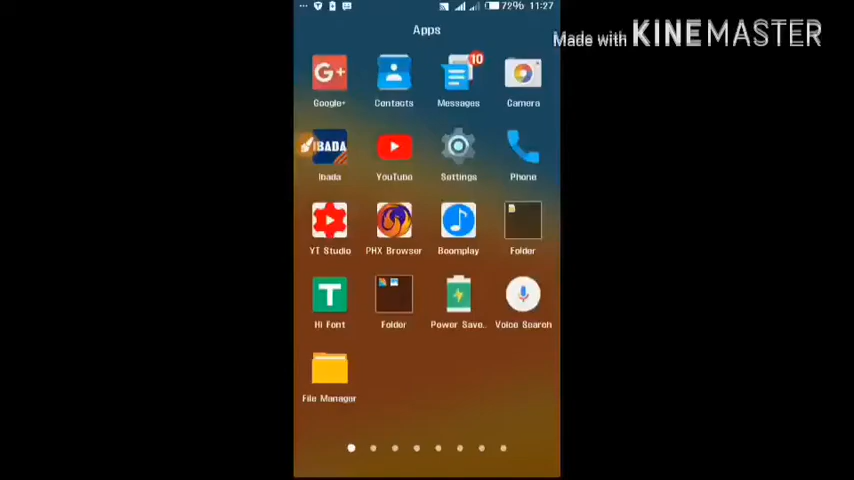 72% 11:27
Apps
Made with KINEMASTER
G+
10
Google+ Contacts Messages Camera
IBADA
Ibada YouTube Settings Phone
YT Studio PHX Browser Boomplay Folder
T
Hi Font Folder Power Save.. Voice Search
File Manager